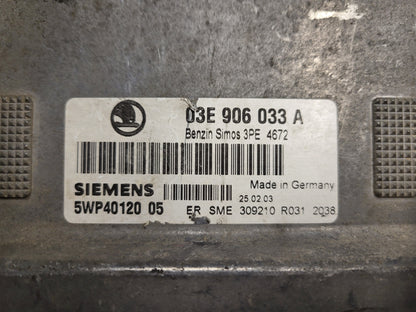 03E 906 033 A
Benzin Simos 3PE 4672
SIEMENS
Made in Germany
25.02.03
5WP40120 05
ER SME 309210 R031 2038